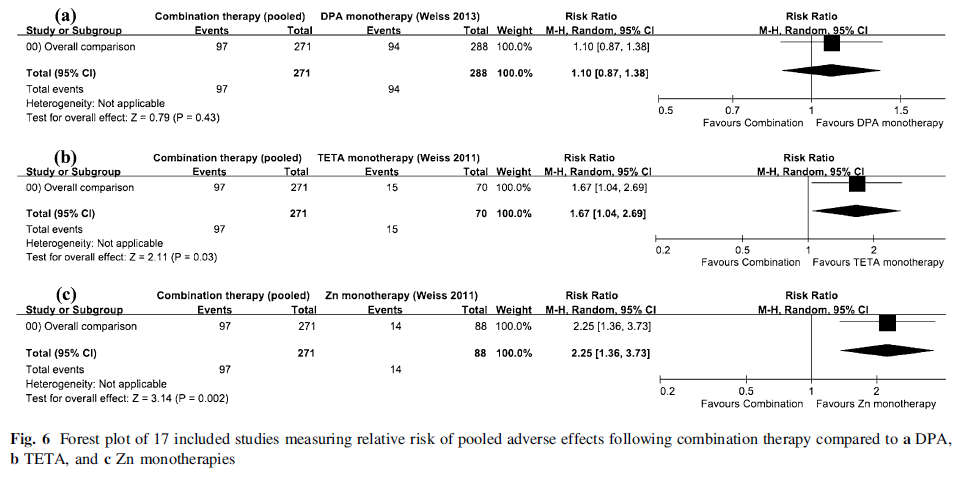 (a) Combination therapy (pooled) DPA monotherapy (Weiss 2013) Risk Ratio Risk Ratio
Study or Subgroup Events Total Events Total Weight M-H, Random, 95% CI M-H, Random, 95% CI
00) Overall comparison 97 271 94 288 100.0% 1.10 [0.87, 1.38]
Total (95% CI) 271 288 100.0% 1.10 [0.87, 1.38]
Total events 97 94
Heterogeneity: Not applicable
Test for overall effect: Z = 0.79 (P = 0.43)
0.5 0.7 1 1.5
Favours Combination Favours DPA monotherapy
(b) Combination therapy (pooled) TETA monotherapy (Weiss 2011) Risk Ratio Risk Ratio
Study or Subgroup Events Total Events Total Weight M-H, Random, 95% CI M-H, Random, 95% CI
00) Overall comparison 97 271 15 70 100.0% 1.67 [1.04, 2.69]
Total (95% CI) 271 70 100.0% 1.67 [1.04, 2.69]
Total events 97 15
Heterogeneity: Not applicable
Test for overall effect: Z = 2.11 (P = 0.03)
0.2 0.5 1 2
Favours Combination Favours TETA monotherapy
(c) Combination therapy (pooled) Zn monotherapy (Weiss 2011) Risk Ratio Risk Ratio
Study or Subgroup Events Total Events Total Weight M-H, Random, 95% CI M-H, Random, 95% CI
00) Overall comparison 97 271 14 88 100.0% 2.25 [1.36, 3.73]
Total (95% CI) 271 88 100.0% 2.25 [1.36, 3.73]
Total events 97 14
Heterogeneity: Not applicable
Test for overall effect: Z = 3.14 (P = 0.002)
0.2 0.5 1 2
Favours Combination Favours Zn monotherapy
Fig. 6 Forest plot of 17 included studies measuring relative risk of pooled adverse effects following combination therapy compared to a DPA,
b TETA, and c Zn monotherapies